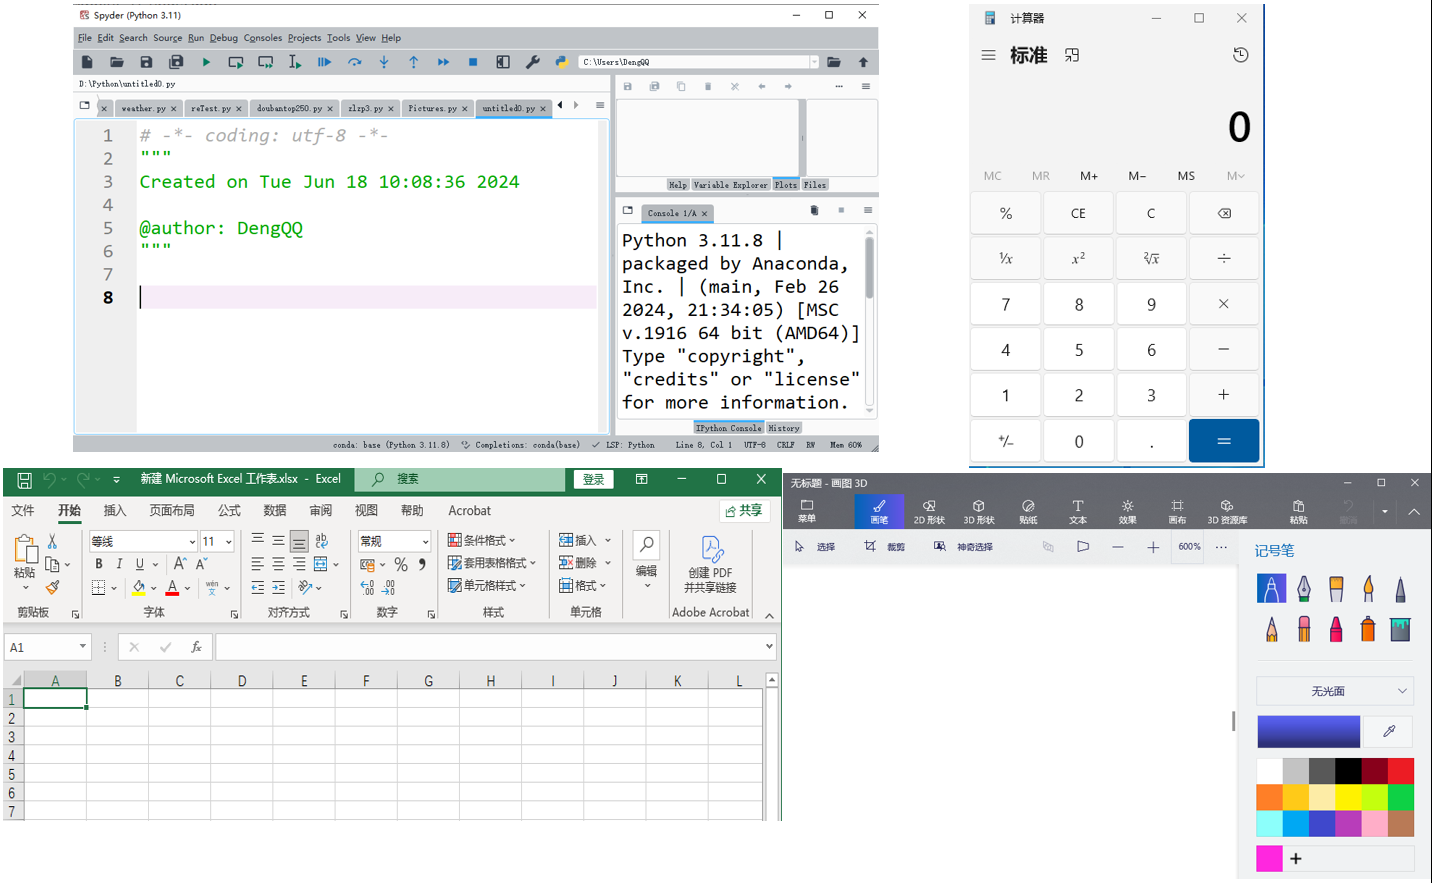 Spyder (Python 3.11)
File Edit Search Source Run Debug Consoles Projects Tools View Help
C:\Users\DengQQ
D:\Python\untitled0.py
weather.py reTest.py doubantop250.py zlzp3.py Pictures.py untitled0.py
1 # -*- coding: utf-8 -*-
2 """
3 Created on Tue Jun 18 10:08:36 2024
4
5 @author: DengQQ
6 """
7
8
Help Variable Explorer Plots Files
Console 1/A
Python 3.11.8 |
packaged by Anaconda,
Inc. | (main, Feb 26
2024, 21:34:05) [MSC
v.1916 64 bit (AMD64)]
Type "copyright",
"credits" or "license"
for more information.
IPython Console History
conda: base (Python 3.11.8) Completions: conda(base) LSP: Python Line 8, Col 1 UTF-8 CRLF RW Mem 60%
计算器
标准
0
MC MR M+ M− MS M
% CE C
¹/x x² ²√x ÷
7 8 9 ×
4 5 6 −
1 2 3 +
+/− 0 . =
新建 Microsoft Excel 工作表.xlsx - Excel
搜索
登录
文件 开始 插入 页面布局 公式 数据 审阅 视图 帮助 Acrobat 共享
粘贴
等线 11
B I U A A
A wén 文
剪贴板 字体
ab c
对齐方式
常规
% ,
.00 .0
数字
条件格式
套用表格格式
单元格样式
样式
插入
删除
格式
单元格
编辑
创建 PDF
并共享链接
Adobe Acrobat
A1 fx
A B C D E F G H I J K L
1
2
3
4
5
6
7
无标题 - 画图 3D
菜单 画笔 2D 形状 3D 形状 贴纸 文本 效果 画布 3D 资源库 粘贴 撤消
选择 裁剪 神奇选择 600%
记号笔
无光面